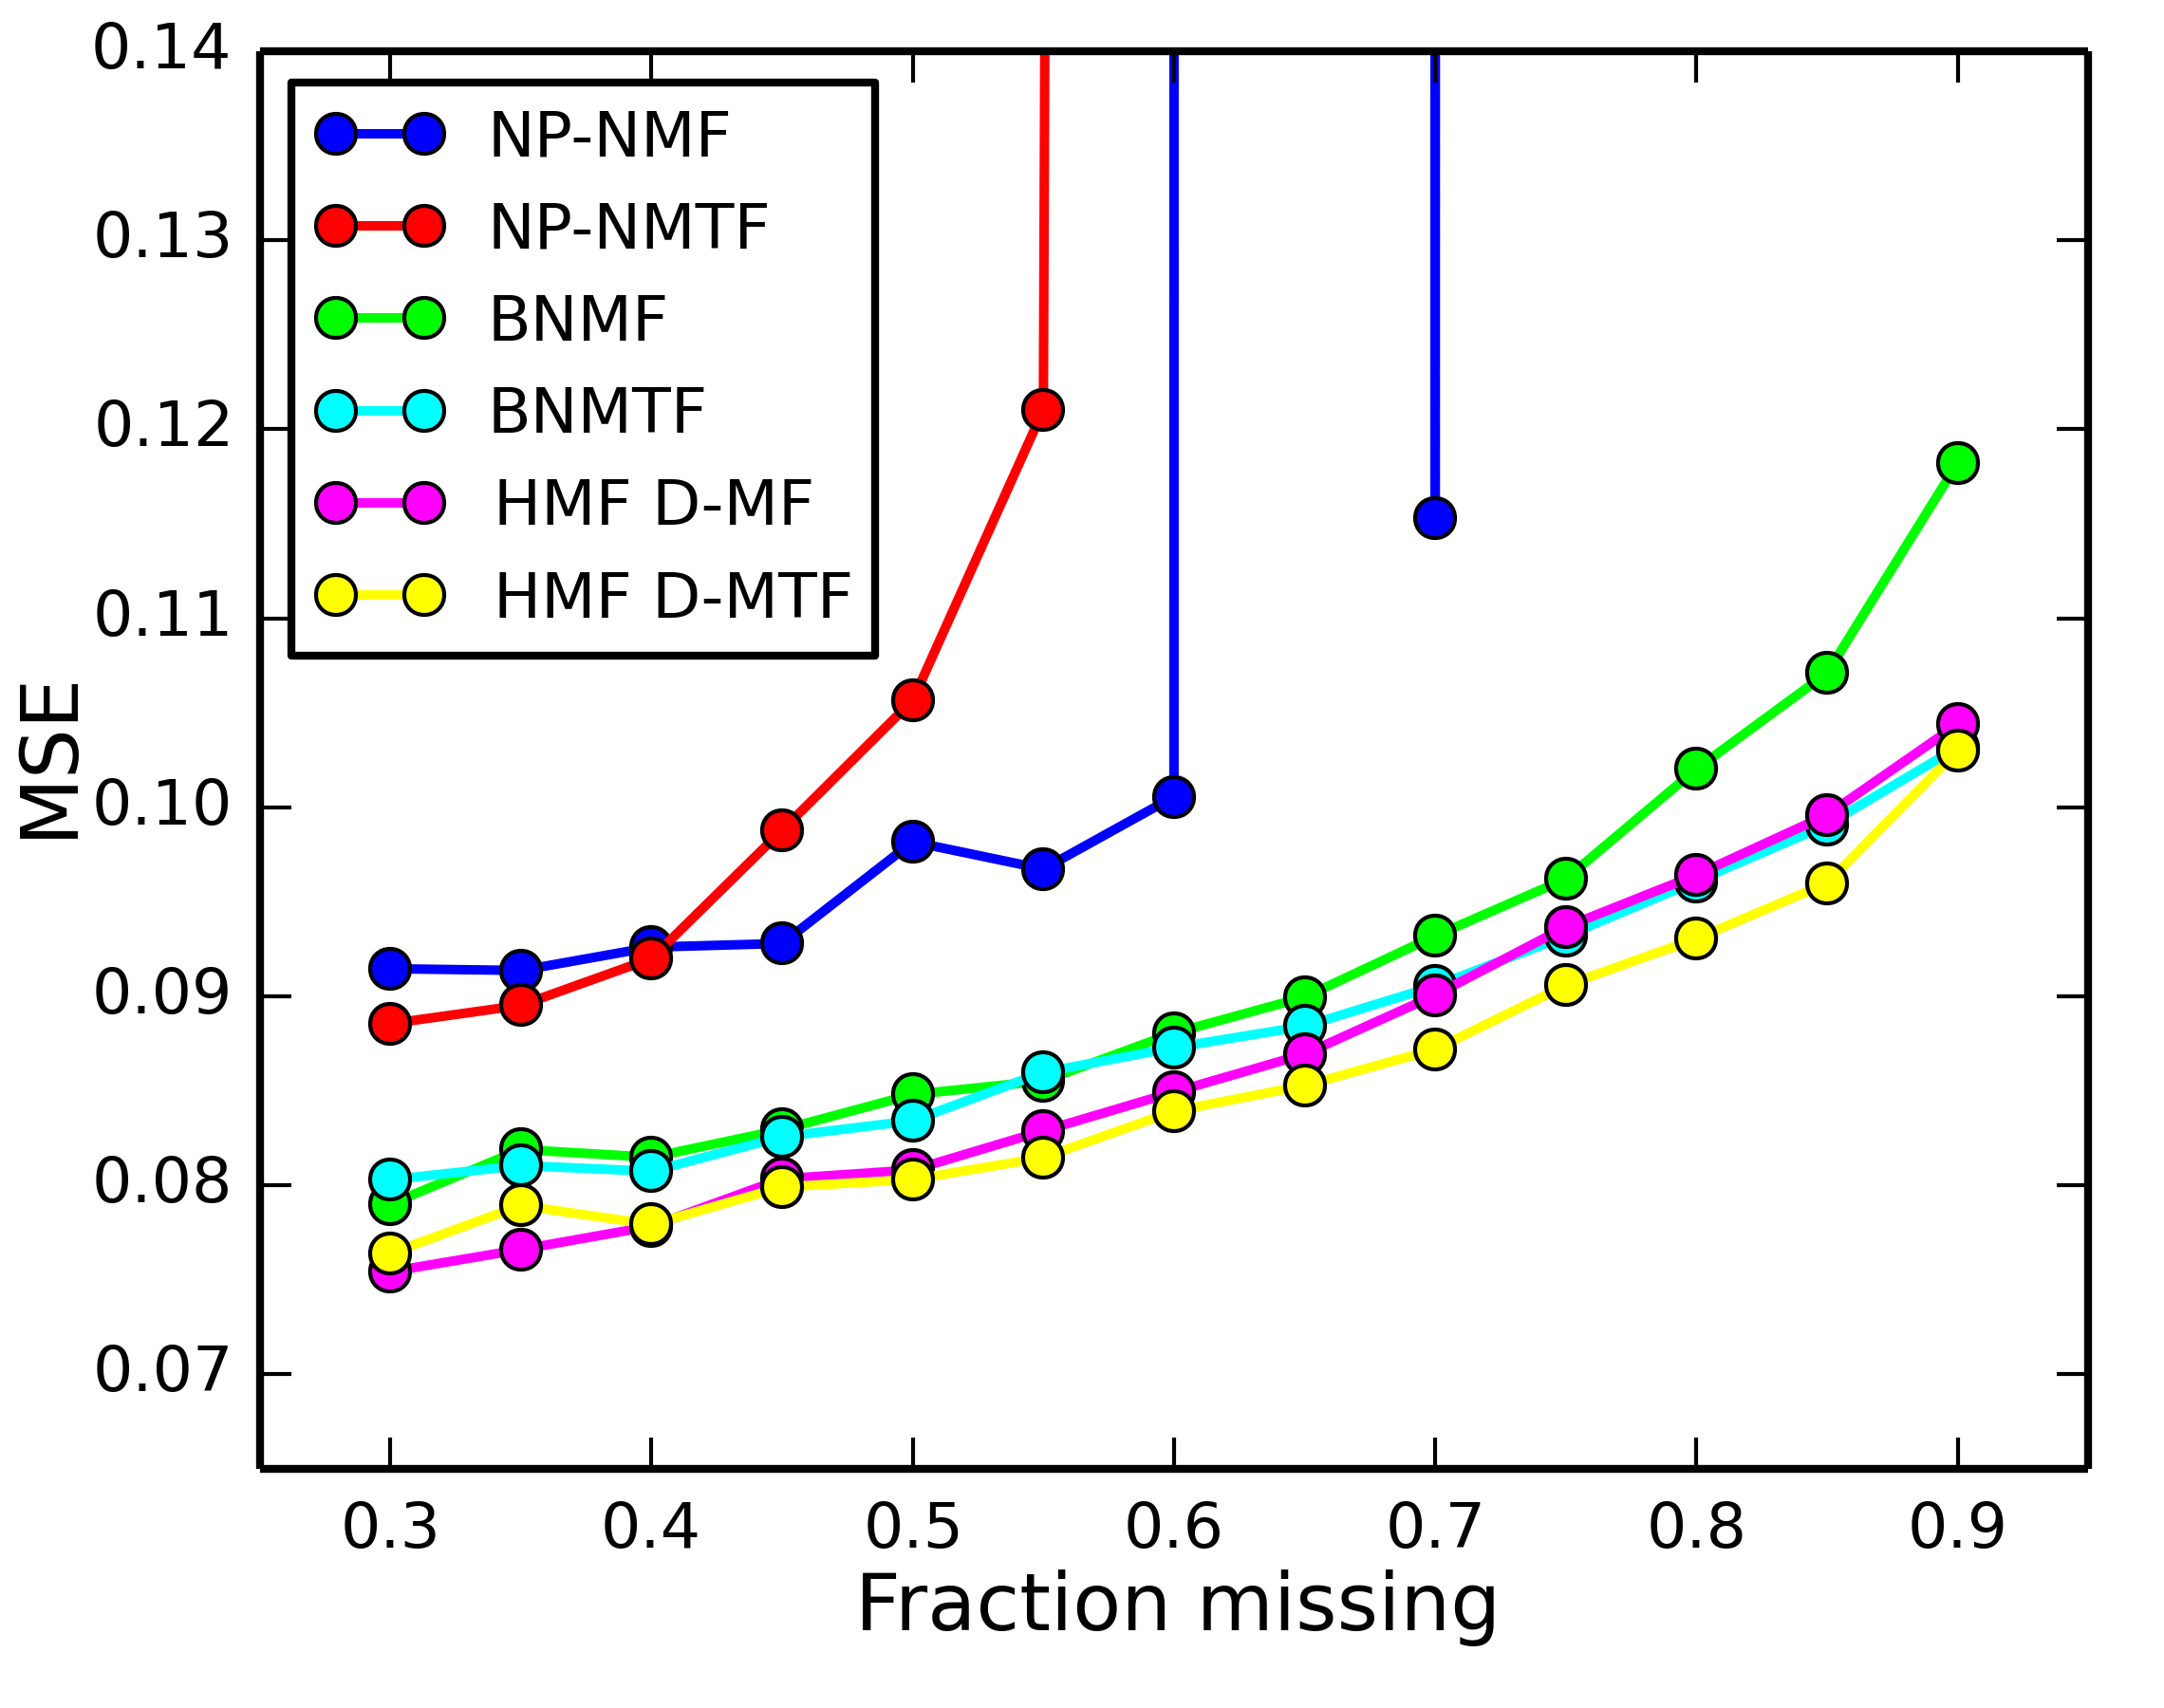 0.14
0.13
0.12
0.11
0.10
0.09
0.08
0.07
MSE
NP-NMF
NP-NMTF
BNMF
BNMTF
HMF D-MF
HMF D-MTF
0.3 0.4 0.5 0.6 0.7 0.8 0.9
Fraction missing